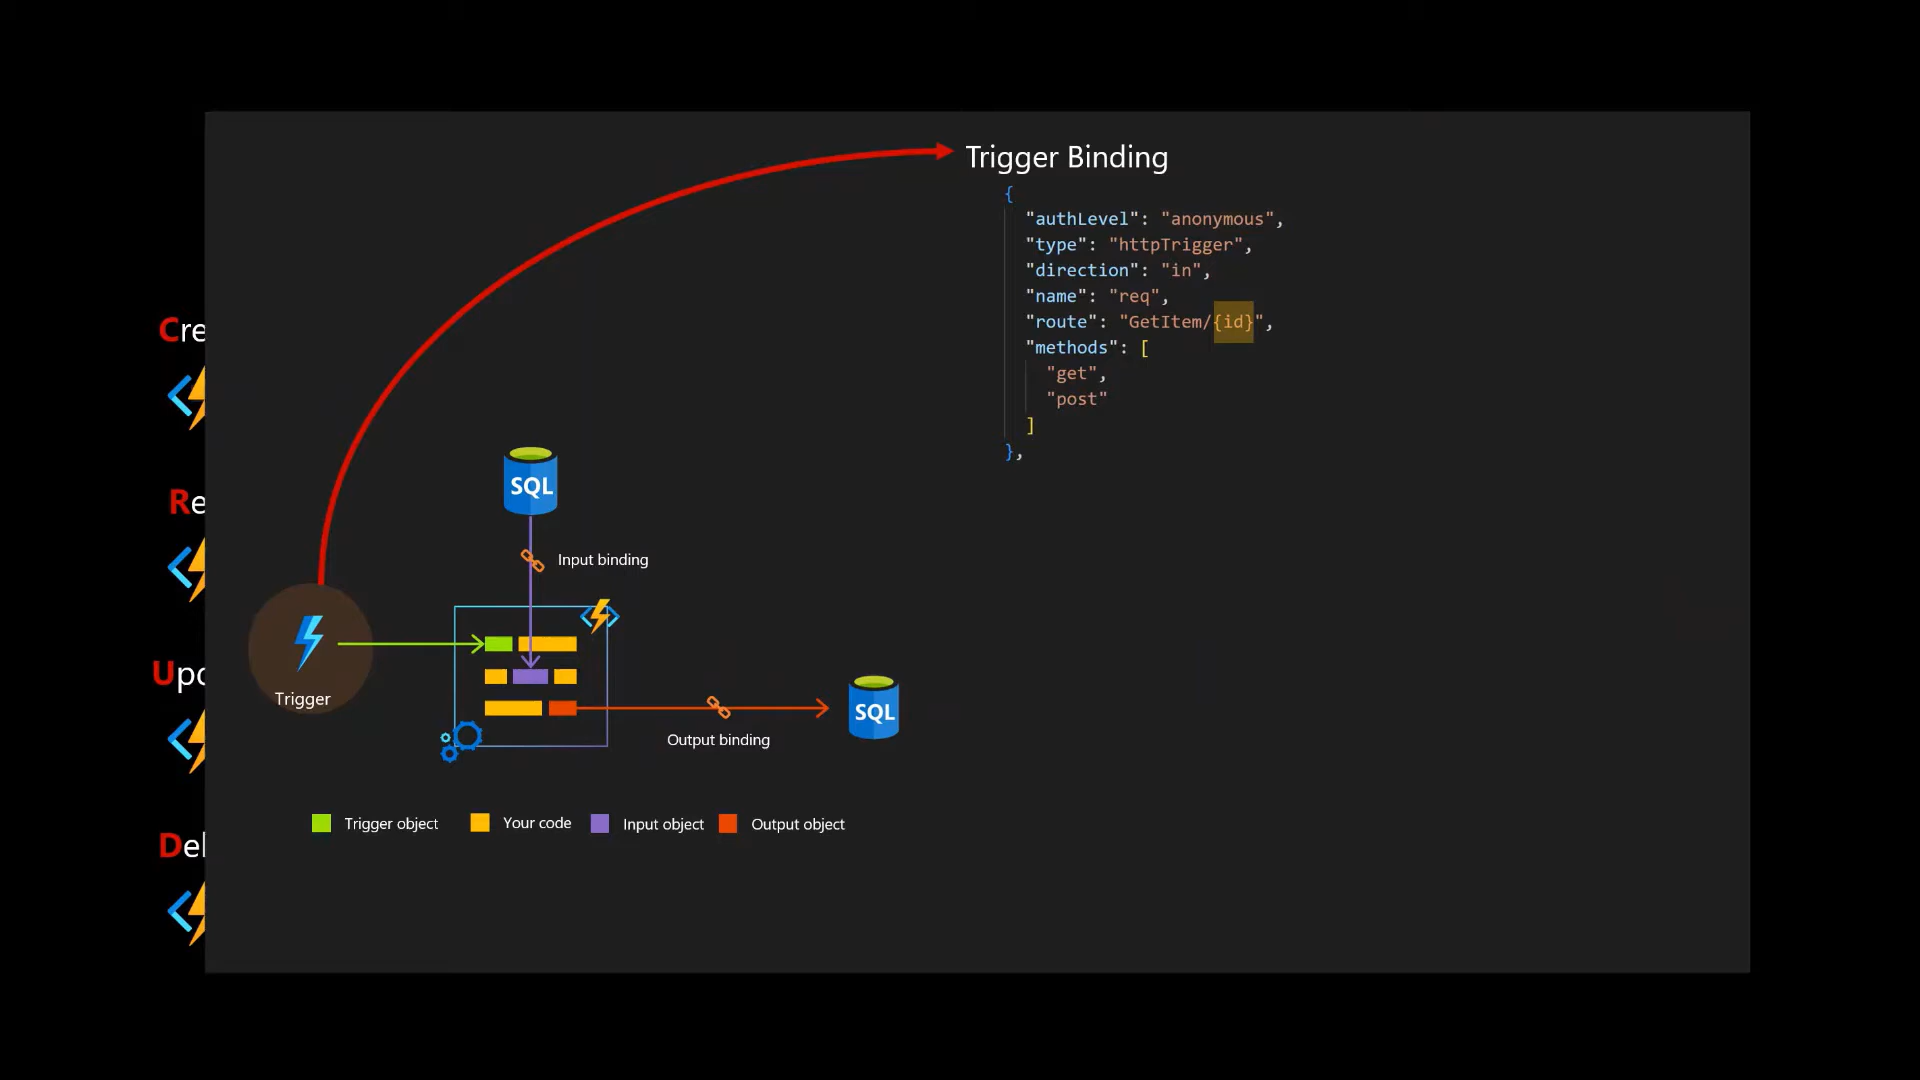 Trigger Binding
{
"authLevel": "anonymous",
"type": "httpTrigger",
"direction": "in",
"name": "req",
"route": "GetItem/{id}",
"methods": [
"get",
"post"
]
},
Cre
Re
Upd
Del
SQL
Input binding
Trigger
SQL
Output binding
Trigger object
Your code
Input object
Output object